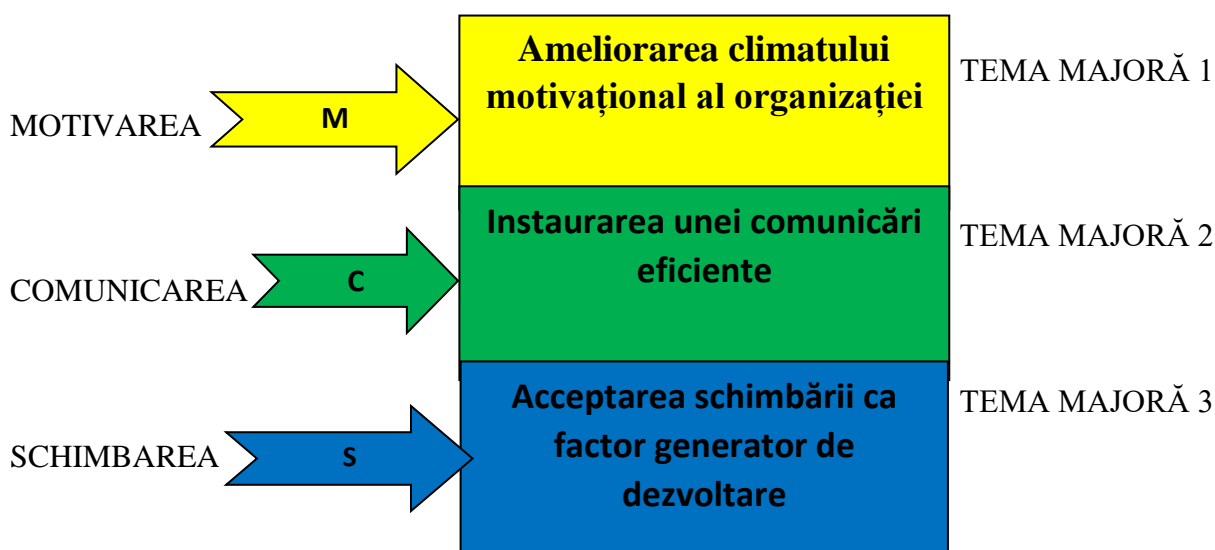 Ameliorarea climatului
motivațional al organizației
TEMA MAJORĂ 1
MOTIVAREA
M
Instaurarea unei comunicări
eficiente
TEMA MAJORĂ 2
COMUNICAREA
C
Acceptarea schimbării ca
factor generator de
dezvoltare
TEMA MAJORĂ 3
SCHIMBAREA
S